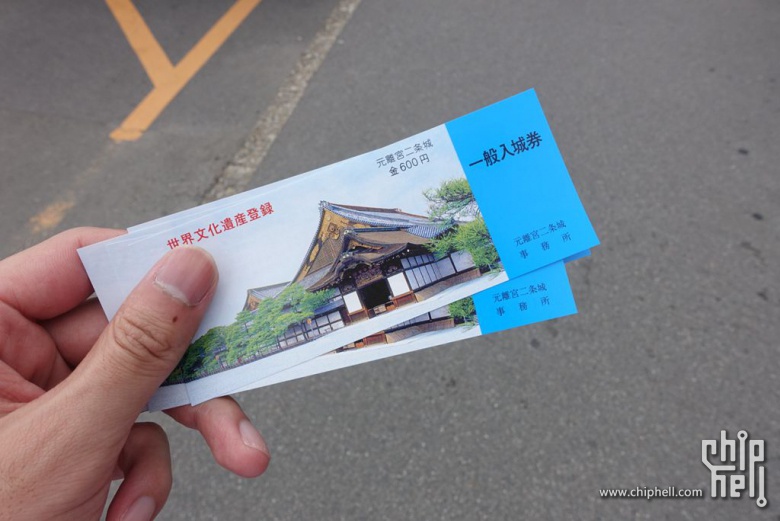 世界文化遺産登録
元離宮二条城
金600円
一般入城券
元離宮二条城
事務所
元離宮二条城
事務所
www.chiphell.com
chip
hell